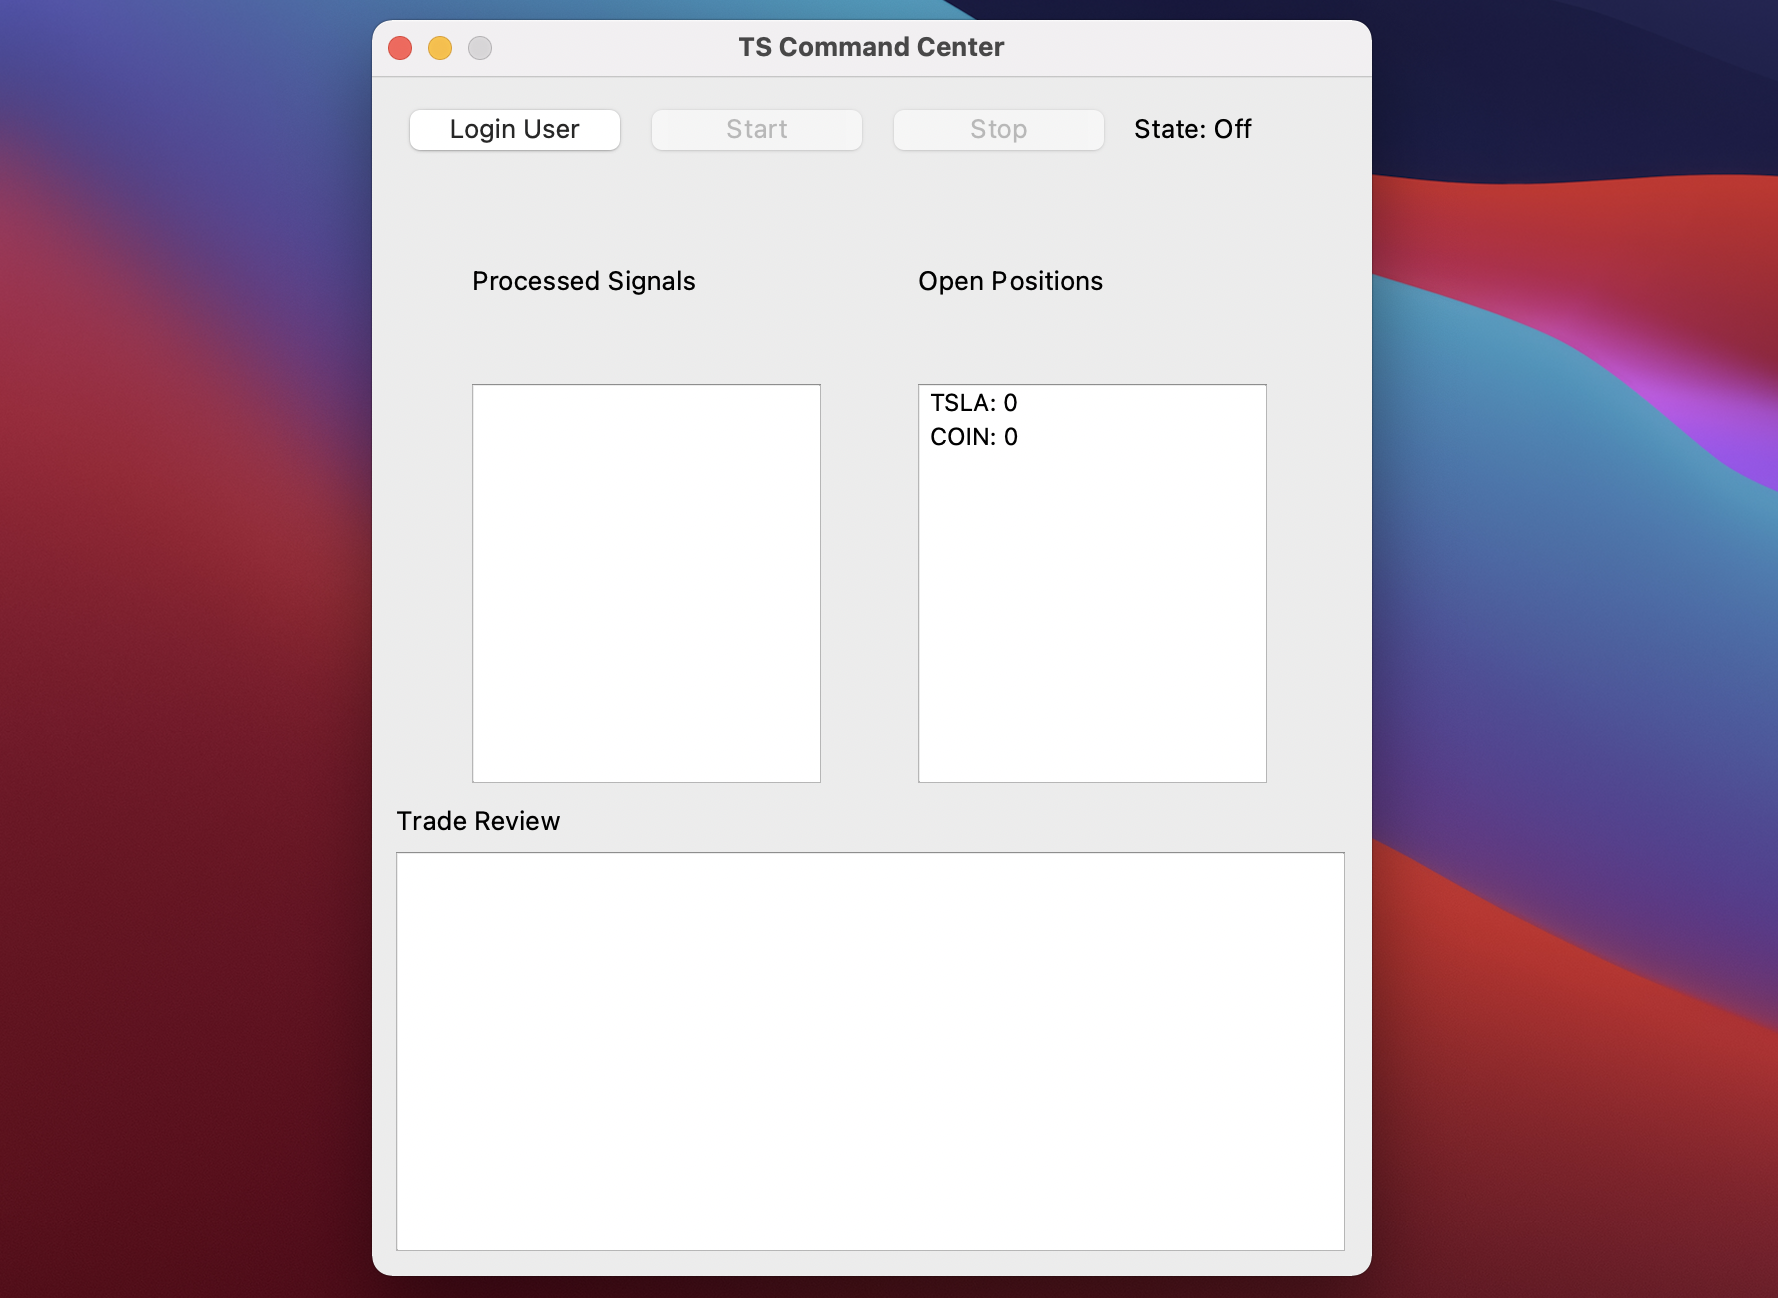 TS Command Center
Login User
Start
Stop
State: Off
Processed Signals
Open Positions
TSLA: 0
COIN: 0
Trade Review